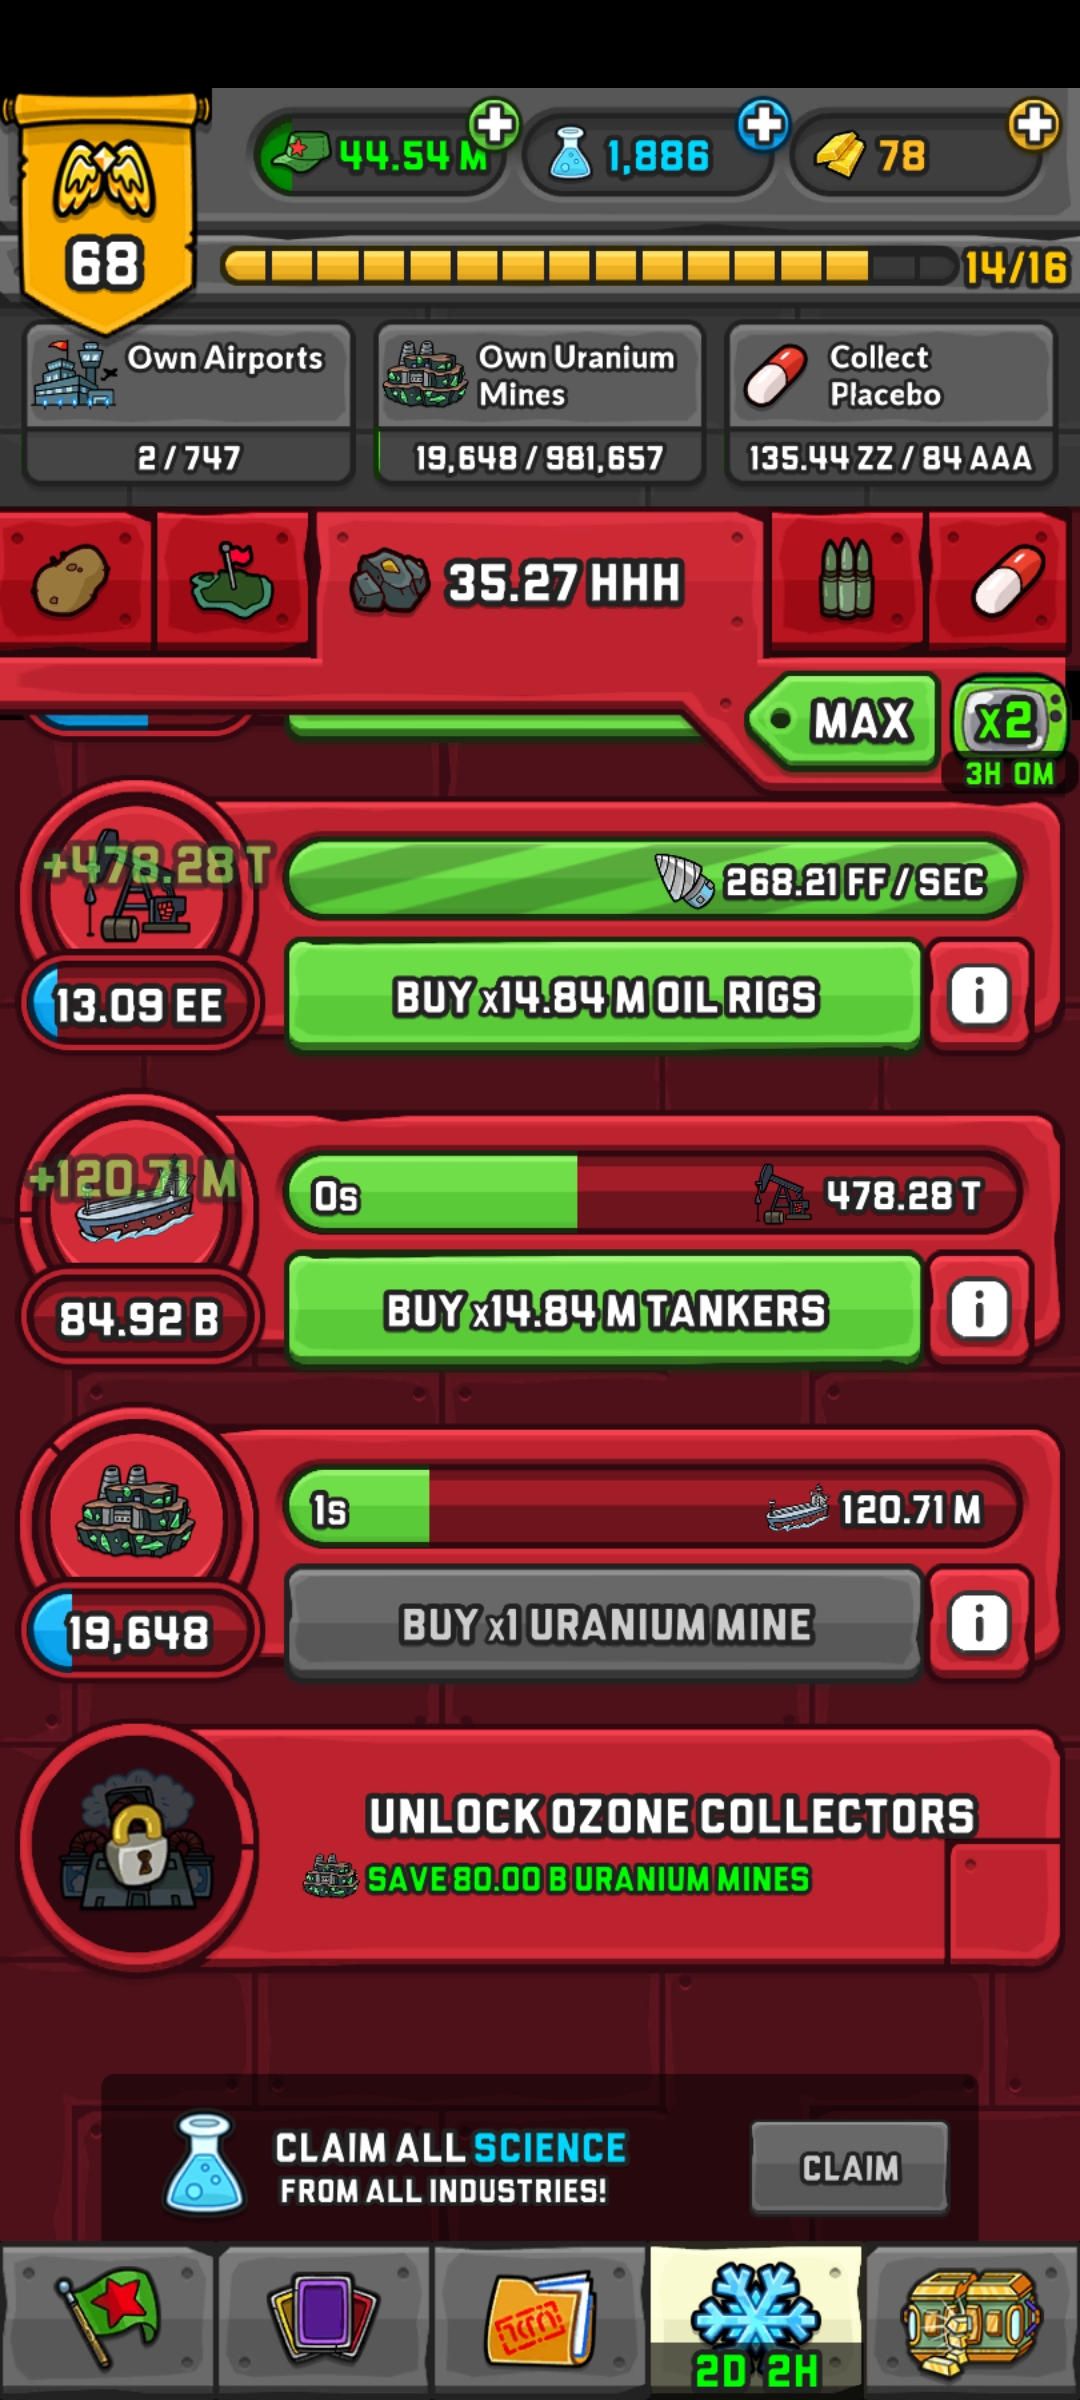 44.54 M
1,886
78
68
14/16
Own Airports
2 / 747
Own Uranium
Mines
19,648 / 981,657
Collect
Placebo
135.44 ZZ / 84 AAA
35.27 HHH
MAX
x2
3H 0M
+478.28 T
268.21 FF / SEC
13.09 EE
BUY x14.84 M OIL RIGS
i
+120.71 M
0s
478.28 T
84.92 B
BUY x14.84 M TANKERS
i
1s
120.71 M
19,648
BUY x1 URANIUM MINE
i
UNLOCK OZONE COLLECTORS
SAVE 80.00 B URANIUM MINES
CLAIM ALL SCIENCE
FROM ALL INDUSTRIES!
CLAIM
2D 2H